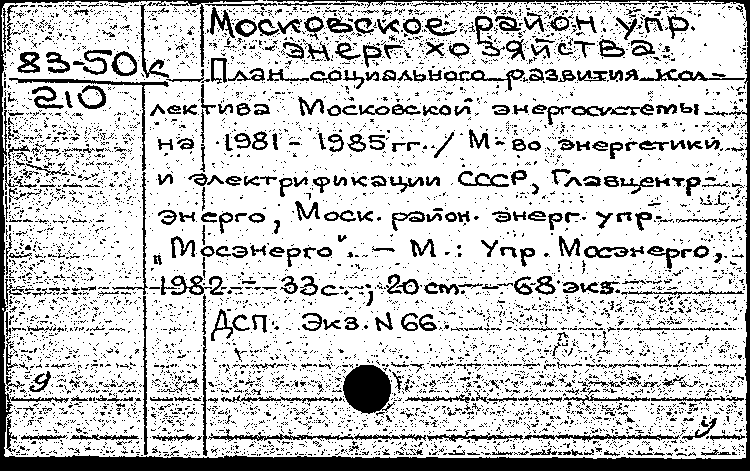 Московское район упр.
энерг. хозяйства.
83-50к
210
План социального развития кол-
лектива Московской энергосистемы
на 1981-1985 гг. / М-во энергетики
и электрификации СССР, Главцентр-
энерго, Моск. район. энерг. упр.
„Мосэнерго". — М.: Упр. Мосэнерго,
1982. — 33 с.; 20 см. — 68 экз.
ДСП. Экз. N 66.
д
у